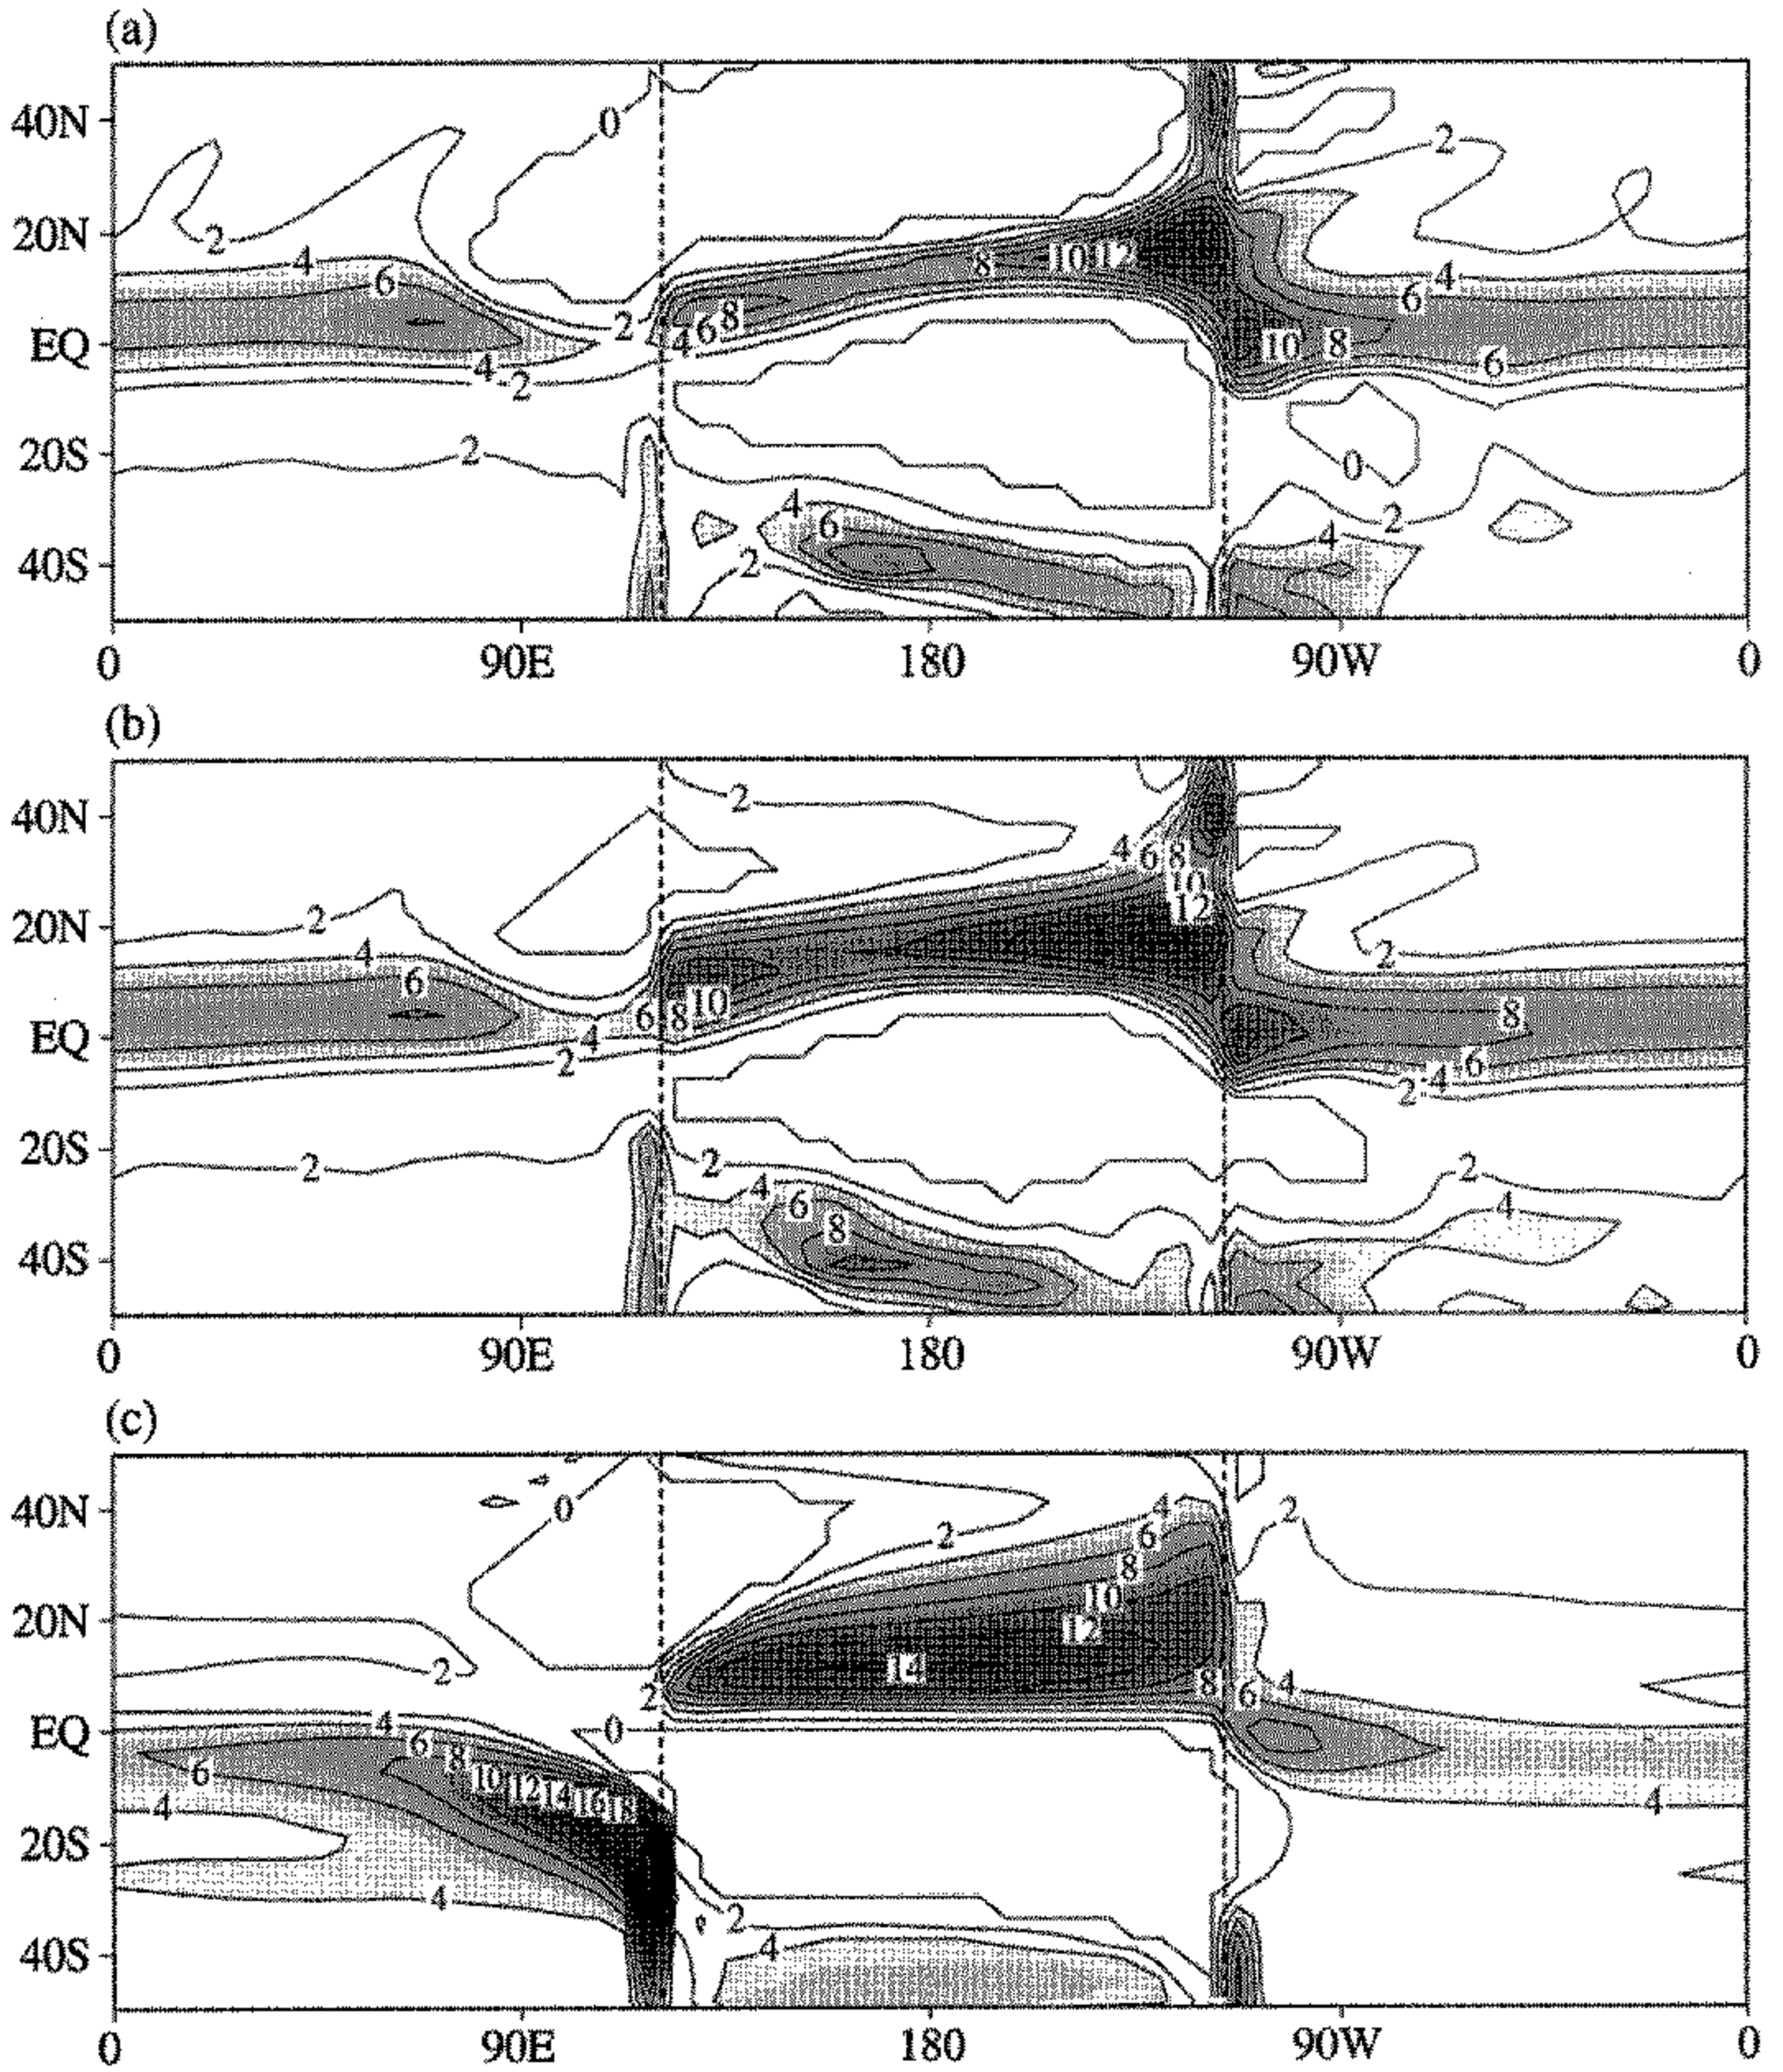 (a)
40N
20N
EQ
20S
40S
0 2
2 4 6 2 4 6 8 8 10 12 4 6 10 8 6
4 2
2 0
4 6 2 4 2
0 90E 180 90W 0
(b)
40N
20N
EQ
20S
40S
2 4 6 8 10 12
2 4 6 2
6 8 10 8
4 2 6 4 2
2 2 2
4 6 8 4
0 90E 180 90W 0
(c)
40N
20N
EQ
20S
40S
0 2 4 6 8 10 12 14 2
2 2 8 6 4
4 6 8 10 12 14 16 18 0
6 4 4
4 2 4
0 90E 180 90W 0